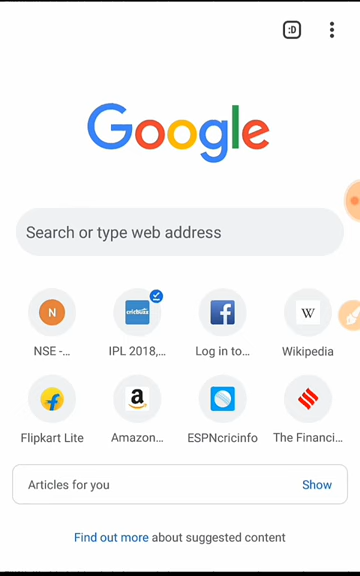 :D
Google
Search or type web address
N
cricbuzz
f
W
NSE -...
IPL 2018,...
Log in to...
Wikipedia
f
a
Flipkart Lite
Amazon...
ESPNcricinfo
The Financi...
Articles for you
Show
Find out more about suggested content